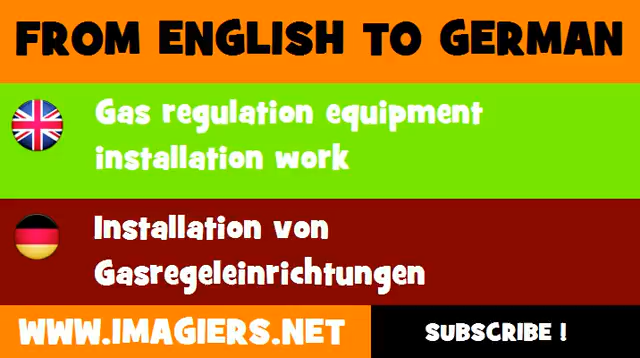 FROM ENGLISH TO GERMAN
Gas regulation equipment
installation work
Installation von
Gasregeleinrichtungen
WWW.IMAGIERS.NET
SUBSCRIBE !